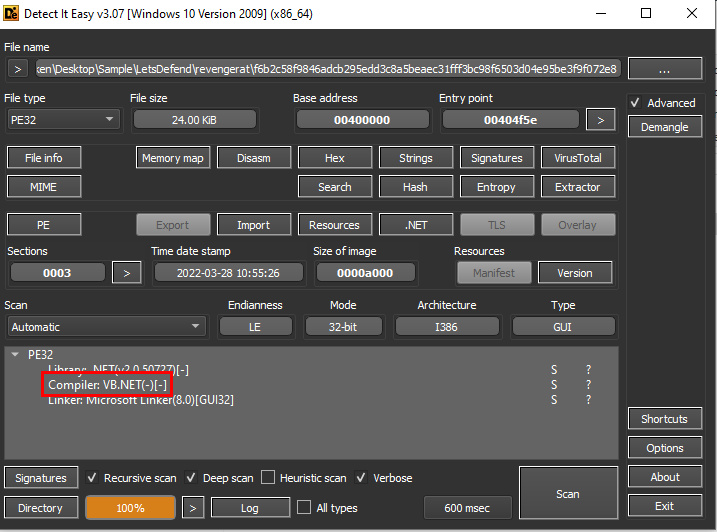 Detect It Easy v3.07 [Windows 10 Version 2009] (x86_64)
File name
> ken\Desktop\Sample\LetsDefend\revengerat\f6b2c58f9846adcb295edd3c8a5beaec31fff3bc98f6503d04e95be3f9f072e8 ...
File type File size Base address Entry point Advanced
PE32 24.00 KiB 00400000 00404f5e > Demangle
File info Memory map Disasm Hex Strings Signatures VirusTotal
MIME Search Hash Entropy Extractor
PE Export Import Resources .NET TLS Overlay
Sections Time date stamp Size of image Resources
0003 > 2022-03-28 10:55:26 0000a000 Manifest Version
Scan Endianness Mode Architecture Type
Automatic LE 32-bit I386 GUI
PE32
Library: .NET(v2.0.50727)[-] S ?
Compiler: VB.NET(-)[-] S ?
Linker: Microsoft Linker(8.0)[GUI32] S ?
Shortcuts
Options
Signatures Recursive scan Deep scan Heuristic scan Verbose Scan About
Directory 100% > Log All types 600 msec Exit